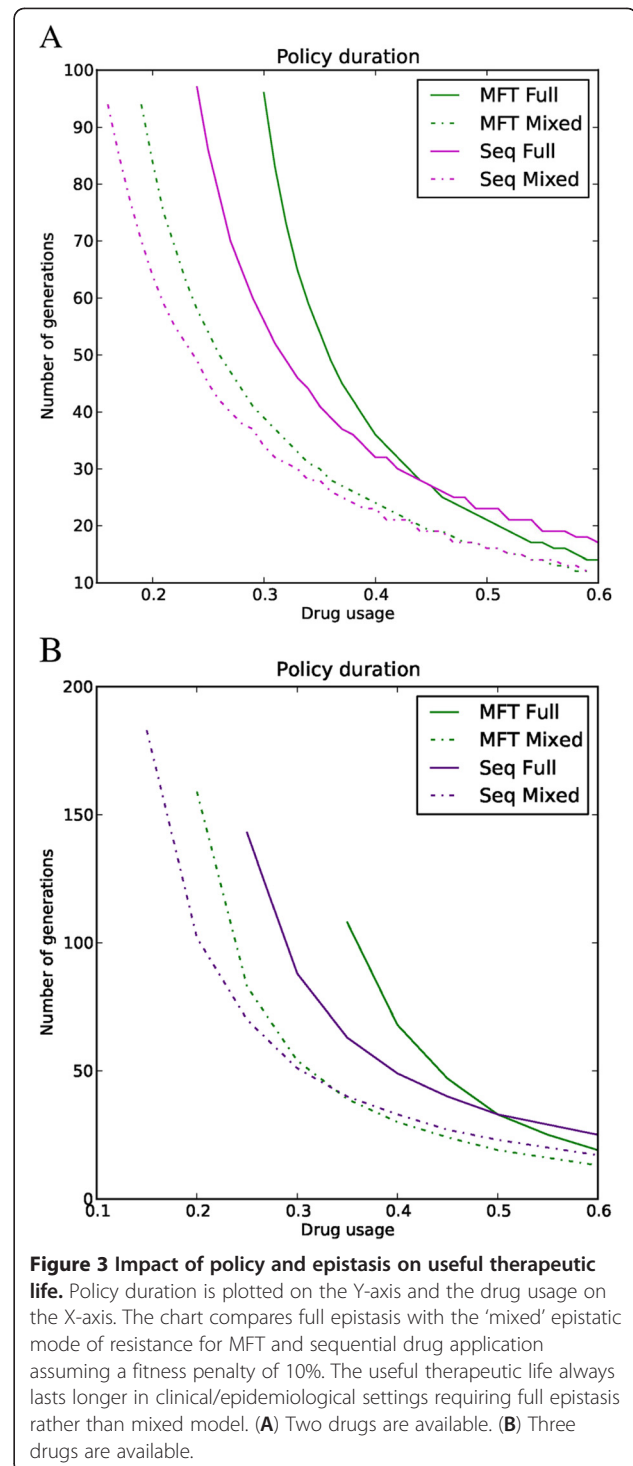 A
Policy duration
MFT Full
MFT Mixed
Seq Full
Seq Mixed
100
90
80
70
60
50
40
30
20
10
Number of generations
0.2
0.3
0.4
0.5
0.6
Drug usage
B
Policy duration
MFT Full
MFT Mixed
Seq Full
Seq Mixed
200
150
100
50
0
Number of generations
0.1
0.2
0.3
0.4
0.5
0.6
Drug usage
Figure 3 Impact of policy and epistasis on useful therapeutic
life. Policy duration is plotted on the Y-axis and the drug usage on
the X-axis. The chart compares full epistasis with the ‘mixed’ epistatic
mode of resistance for MFT and sequential drug application
assuming a fitness penalty of 10%. The useful therapeutic life always
lasts longer in clinical/epidemiological settings requiring full epistasis
rather than mixed model. (A) Two drugs are available. (B) Three
drugs are available.